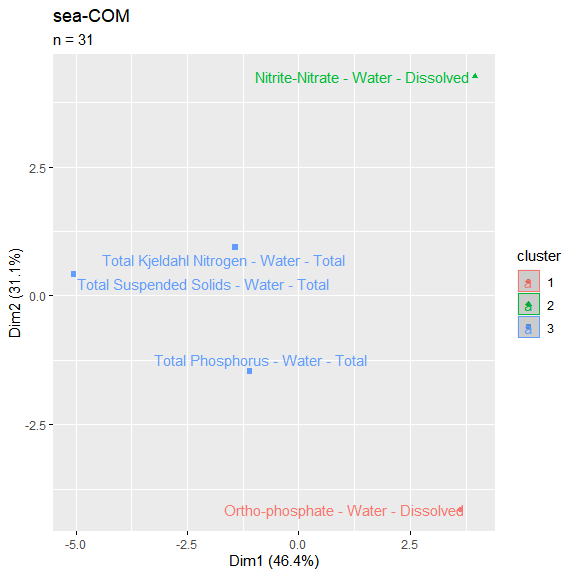 sea-COM
n = 31
Nitrite-Nitrate - Water - Dissolved
2.5
Total Kjeldahl Nitrogen - Water - Total
Total Suspended Solids - Water - Total
0.0
Total Phosphorus - Water - Total
-2.5
Ortho-phosphate - Water - Dissolved
Dim2 (31.1%)
-5.0
-2.5
0.0
2.5
Dim1 (46.4%)
cluster
a 1
a 2
a 3